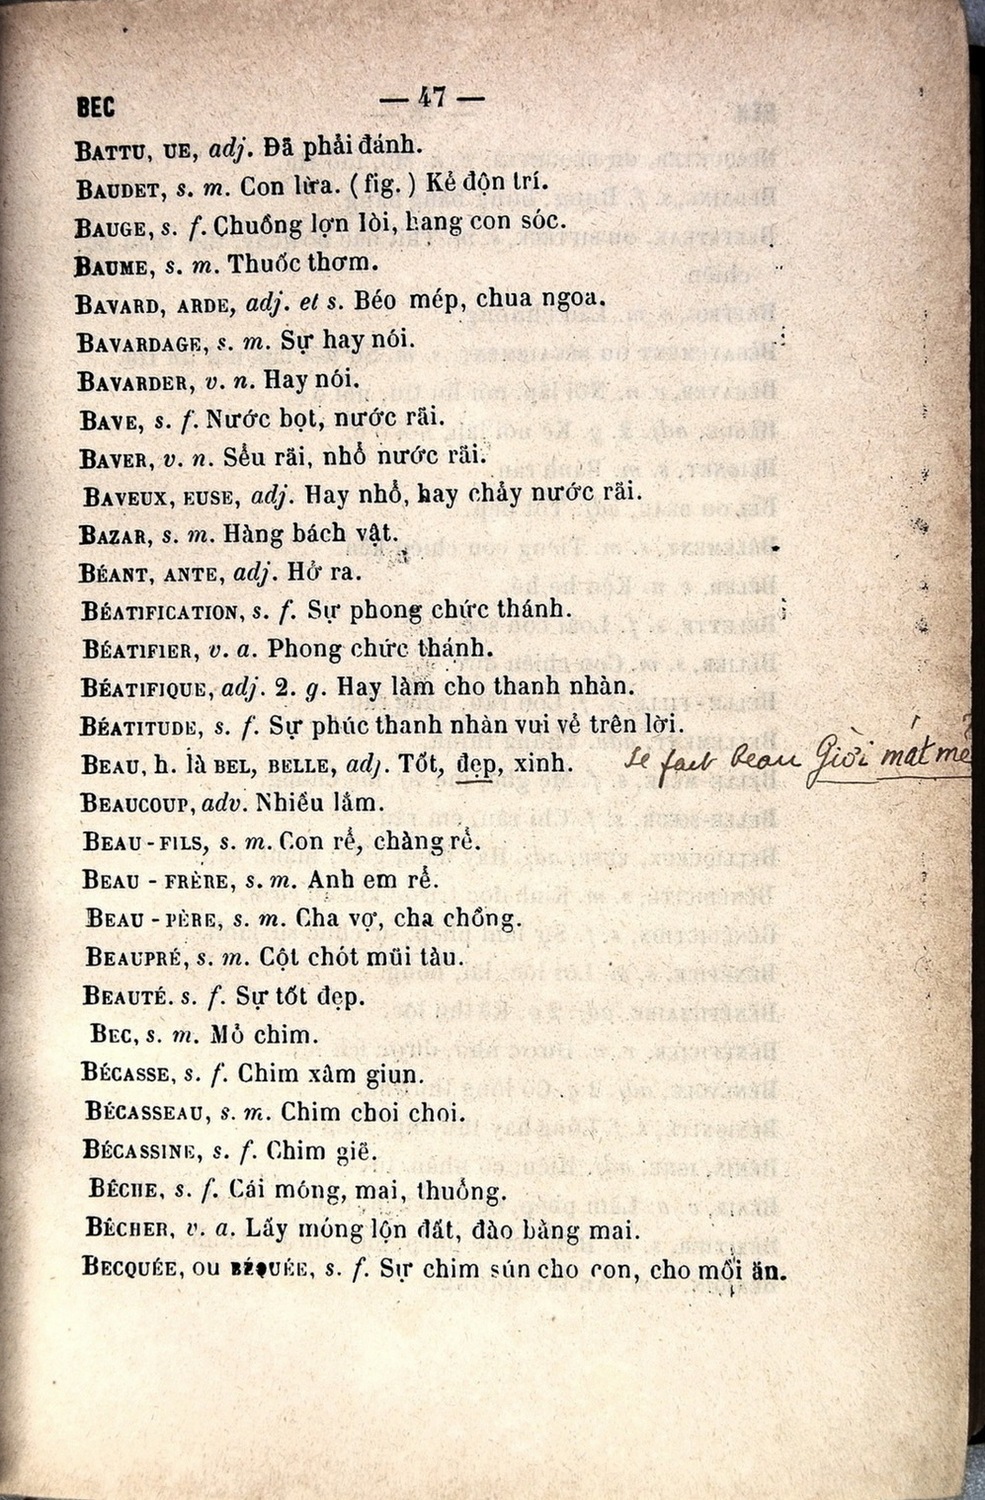 BEC
— 47 —
BATTU, UE, adj. Đã phải đánh.
BAUDET, s. m. Con lừa. (fig.) Kẻ độn trí.
BAUGE, s. f. Chuồng lợn lòi, hang con sóc.
BAUME, s. m. Thuốc thơm.
BAVARD, ARDE, adj. et s. Béo mép, chua ngoa.
BAVARDAGE, s. m. Sự hay nói.
BAVARDER, v. n. Hay nói.
BAVE, s. f. Nước bọt, nước rãi.
BAVER, v. n. Sểu rãi, nhổ nước rãi.
BAVEUX, EUSE, adj. Hay nhổ, hay chảy nước rãi.
BAZAR, s. m. Hàng bách vật.
BÉANT, ANTE, adj. Hở ra.
BÉATIFICATION, s. f. Sự phong chức thánh.
BÉATIFIER, v. a. Phong chức thánh.
BÉATIFIQUE, adj. 2. g. Hay làm cho thanh nhàn.
BÉATITUDE, s. f. Sự phúc thanh nhàn vui vẻ trên lời.
BEAU, h. là BEL, BELLE, adj. Tốt, đẹp, xinh. se fait beau Giời mát mẻ
BEAUCOUP, adv. Nhiều lắm.
BEAU-FILS, s. m. Con rể, chàng rể.
BEAU-FRÈRE, s. m. Anh em rể.
BEAU-PÈRE, s. m. Cha vợ, cha chồng.
BEAUPRÉ, s. m. Cột chót mũi tàu.
BEAUTÉ. s. f. Sự tốt đẹp.
BEC, s. m. Mỏ chim.
BÉCASSE, s. f. Chim xâm giun.
BÉCASSEAU, s. m. Chim choi choi.
BÉCASSINE, s. f. Chim giẽ.
BÊCHE, s. f. Cái móng, mai, thuổng.
BÊCHER, v. a. Lấy móng lộn đất, đào bằng mai.
BECQUÉE, OU BÉQUÉE, s. f. Sự chim sún cho con, cho mồi ăn.